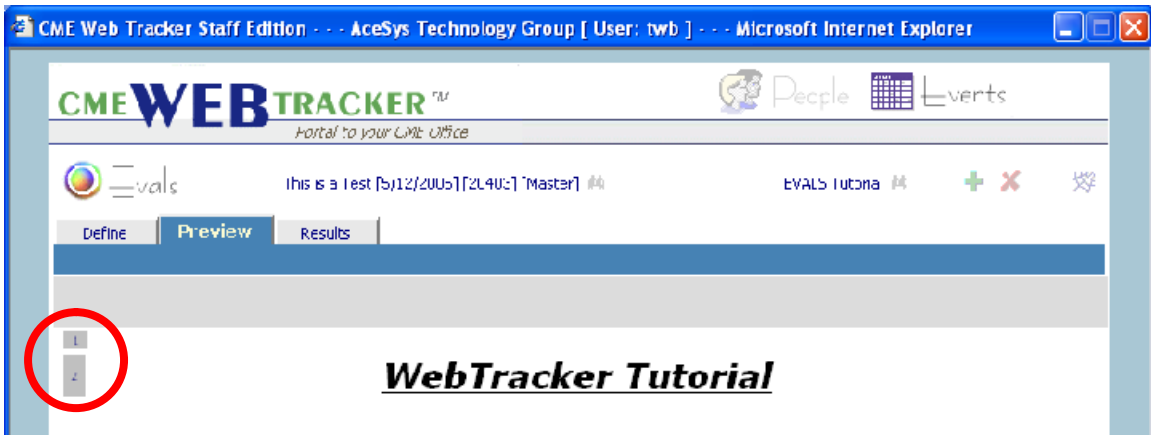 CME Web Tracker Staff Edition - - - AceSys Technology Group [ User: twb ] - - - Microsoft Internet Explorer
CME WEB TRACKER TM
People Events
Portal to your CME Office
Evals This is a Test [5/12/2005] [Master] EVALS Tutorial
Define Preview Results
1
2
WebTracker Tutorial